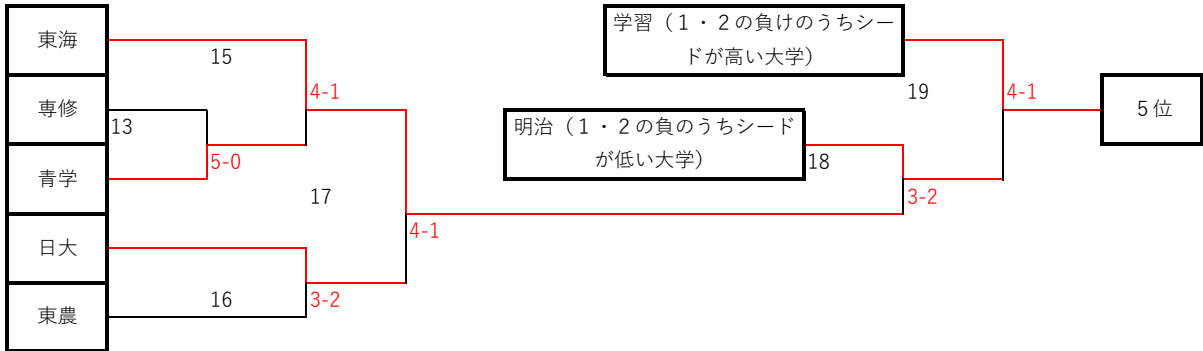 東海
専修
青学
日大
東農
15
13
4-1
5-0
17
16
3-2
4-1
学習（１・２の負けのうちシー
ドが高い大学）
明治（１・２の負のうちシード
が低い大学）
18
19
3-2
4-1
５位